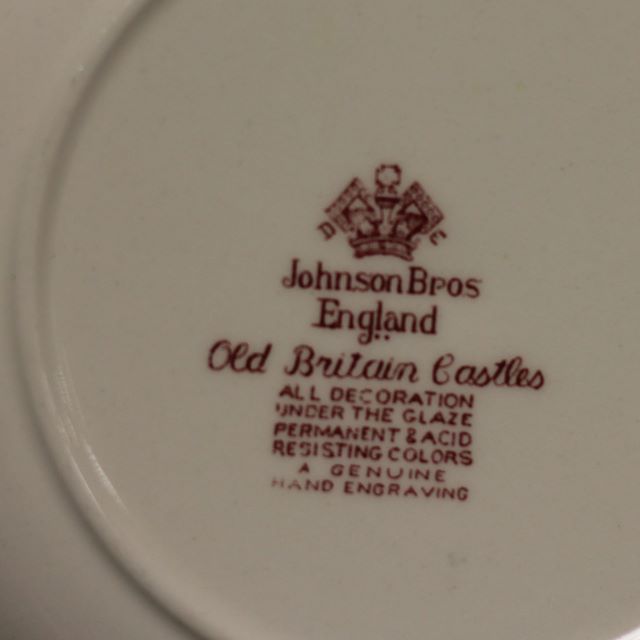 D C
Johnson Bros
England
Old Britain Castles
ALL DECORATION
UNDER THE GLAZE
PERMANENT & ACID
RESISTING COLORS
A GENUINE
HAND ENGRAVING